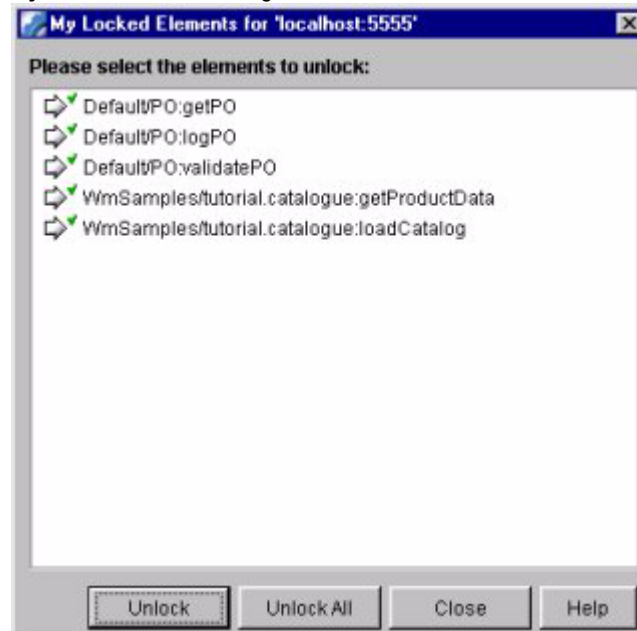 My Locked Elements for 'localhost:5555'
Please select the elements to unlock:
Default/PO:getPO
Default/PO:logPO
Default/PO:validatePO
WmSamples/tutorial.catalogue:getProductData
WmSamples/tutorial.catalogue:loadCatalog
Unlock Unlock All Close Help